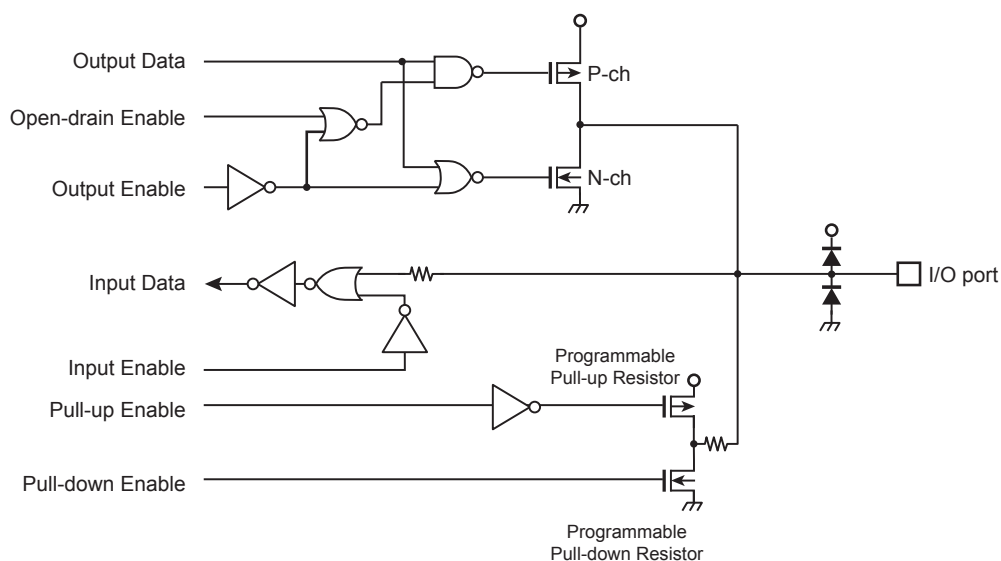 Output Data
P-ch
Open-drain Enable
Output Enable
N-ch
Input Data
I/O port
Input Enable
Programmable
Pull-up Resistor
Pull-up Enable
Pull-down Enable
Programmable
Pull-down Resistor